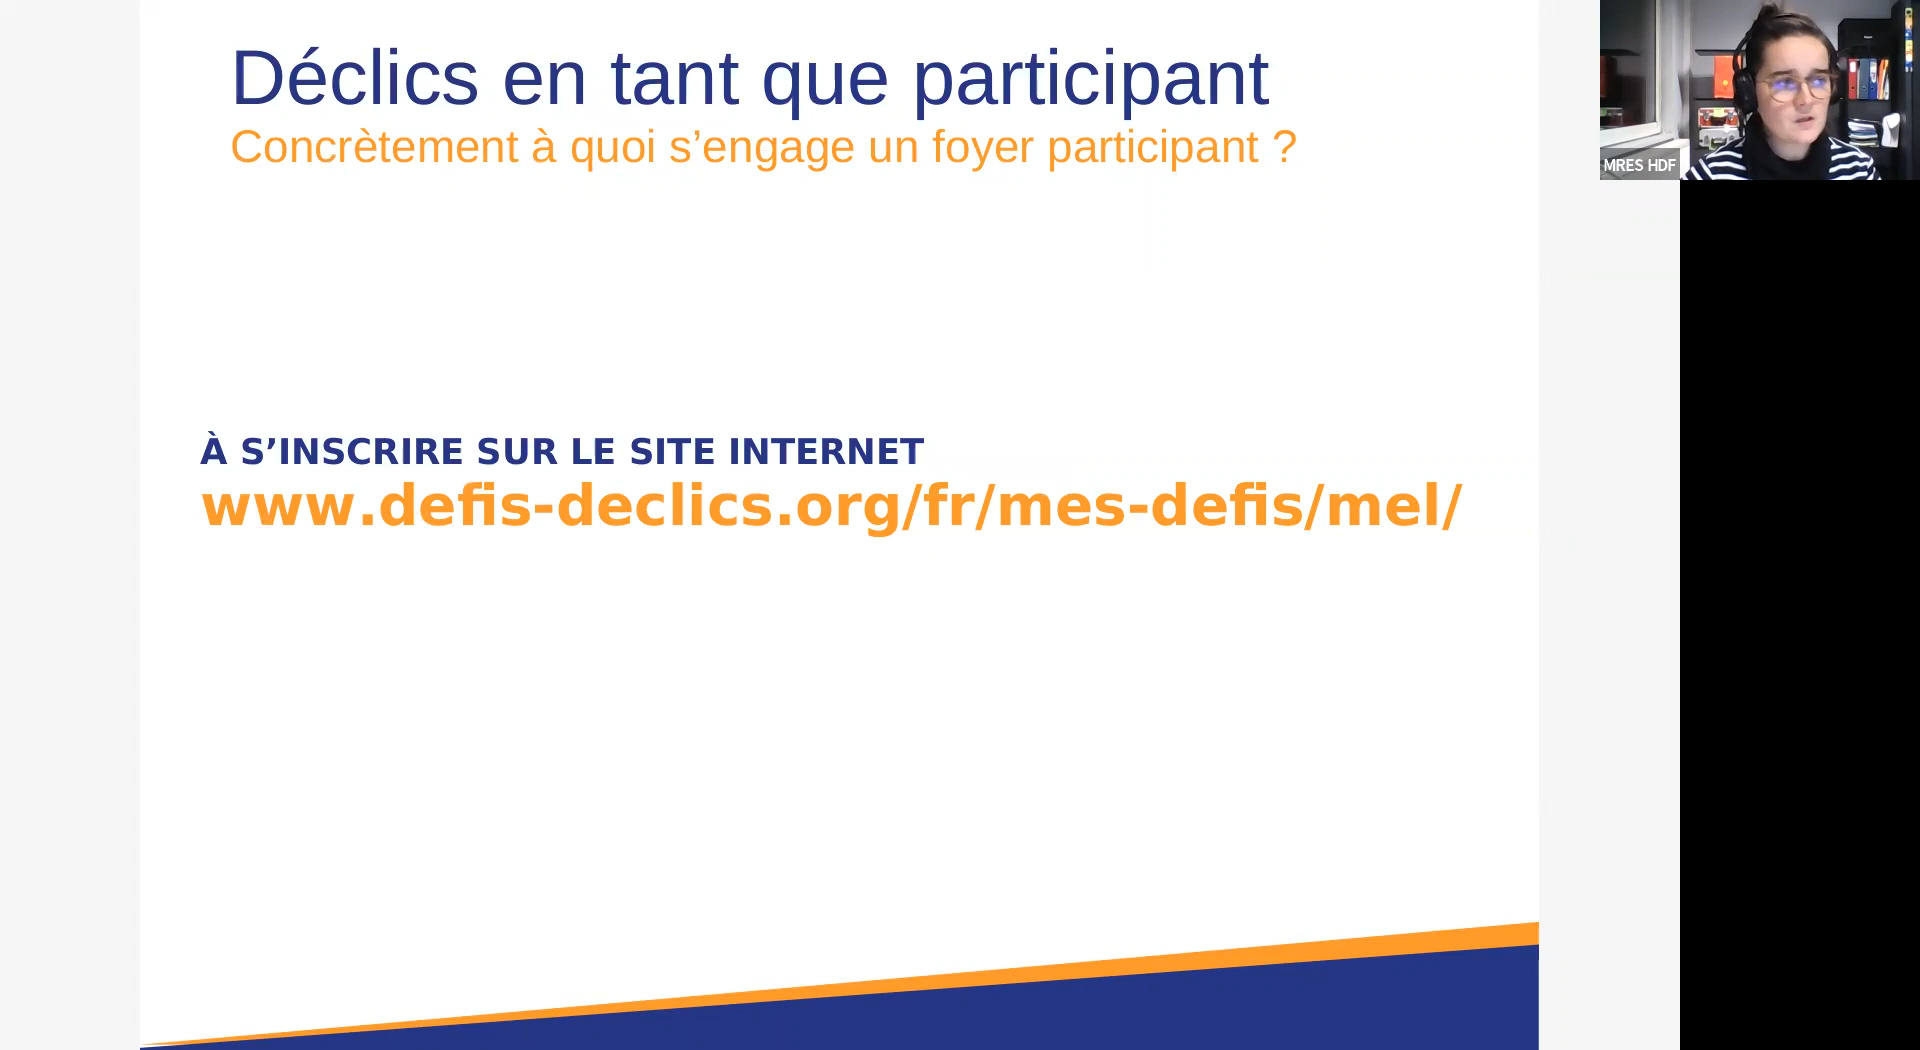 Déclics en tant que participant
Concrètement à quoi s’engage un foyer participant ?
MRES HDF
À S’INSCRIRE SUR LE SITE INTERNET
www.defis-declics.org/fr/mes-defis/mel/